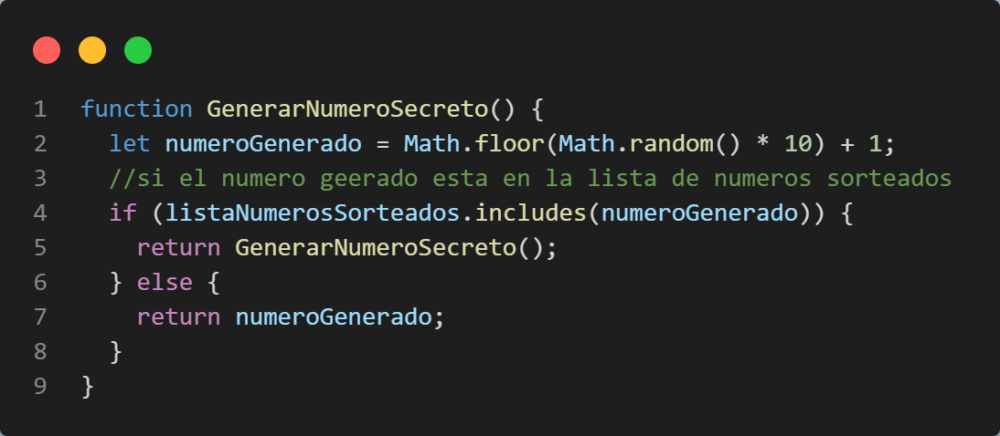 1 function GenerarNumeroSecreto() {
2 let numeroGenerado = Math.floor(Math.random() * 10) + 1;
3 //si el numero geerado esta en la lista de numeros sorteados
4 if (listaNumerosSorteados.includes(numeroGenerado)) {
5 return GenerarNumeroSecreto();
6 } else {
7 return numeroGenerado;
8 }
9 }